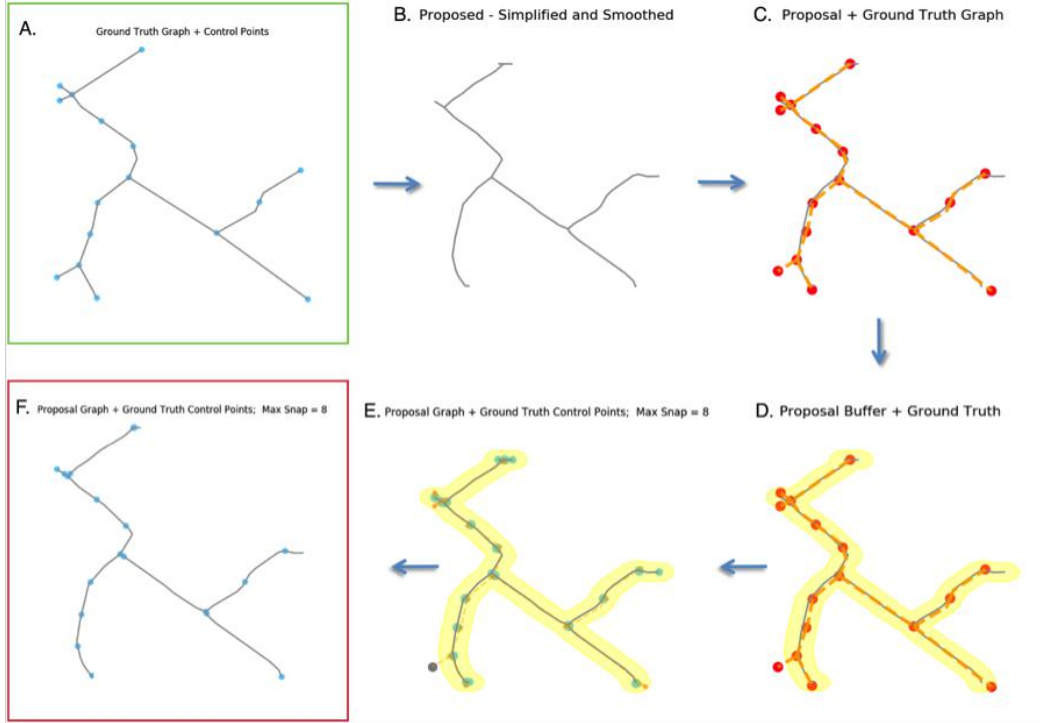 A.
Ground Truth Graph + Control Points
B. Proposed - Simplified and Smoothed
C. Proposal + Ground Truth Graph
F. Proposal Graph + Ground Truth Control Points; Max Snap = 8
E. Proposal Graph + Ground Truth Control Points; Max Snap = 8
D. Proposal Buffer + Ground Truth